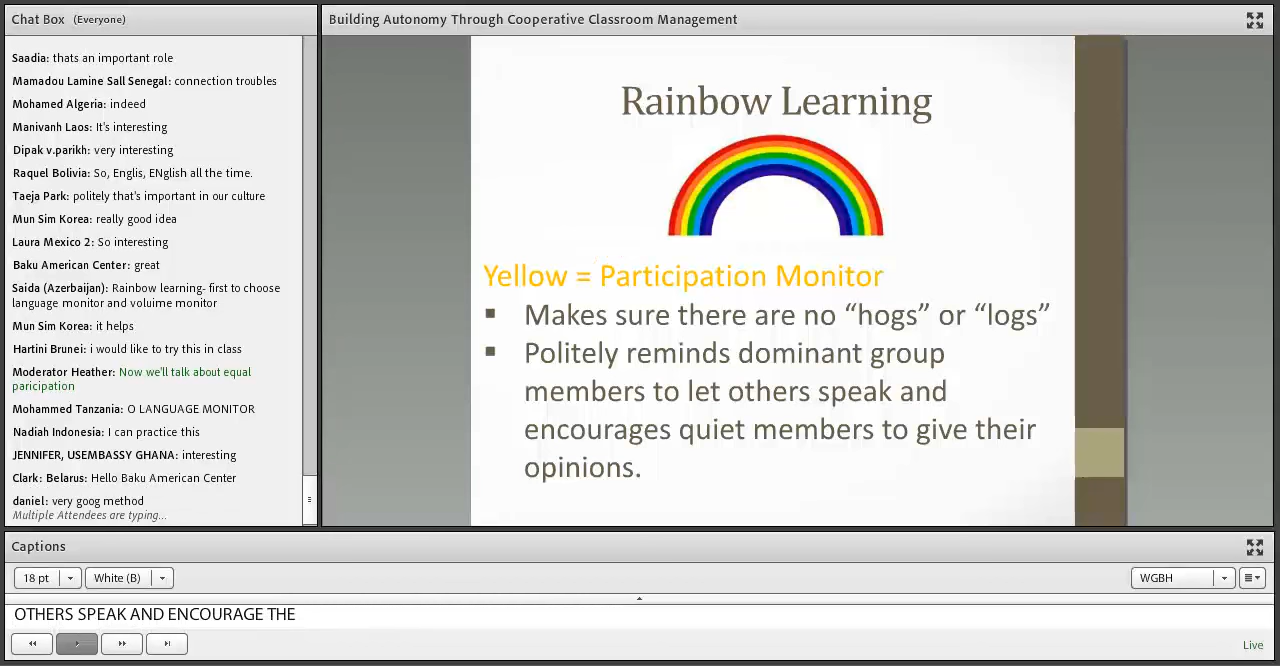 Chat Box (Everyone)
Saadia: thats an important role
Mamadou Lamine Sall Senegal: connection troubles
Mohamed Algeria: indeed
Manivanh Laos: It's interesting
Dipak v.parikh: very interesting
Raquel Bolivia: So, Englis, ENglish all the time.
Taeja Park: politely that's important in our culture
Mun Sim Korea: really good idea
Laura Mexico 2: So interesting
Baku American Center: great
Saida (Azerbaijan): Rainbow learning- first to choose
language monitor and voluime monitor
Mun Sim Korea: it helps
Hartini Brunei: i would like to try this in class
Moderator Heather: Now we'll talk about equal
paricipation
Mohammed Tanzania: O LANGUAGE MONITOR
Nadiah Indonesia: I can practice this
JENNIFER, USEMBASSY GHANA: interesting
Clark: Belarus: Hello Baku American Center
daniel: very goog method
Multiple Attendees are typing...
Building Autonomy Through Cooperative Classroom Management
Rainbow Learning
Yellow = Participation Monitor
▪ Makes sure there are no “hogs” or “logs”
▪ Politely reminds dominant group
members to let others speak and
encourages quiet members to give their
opinions.
Captions
18 pt
White (B)
WGBH
OTHERS SPEAK AND ENCOURAGE THE
Live